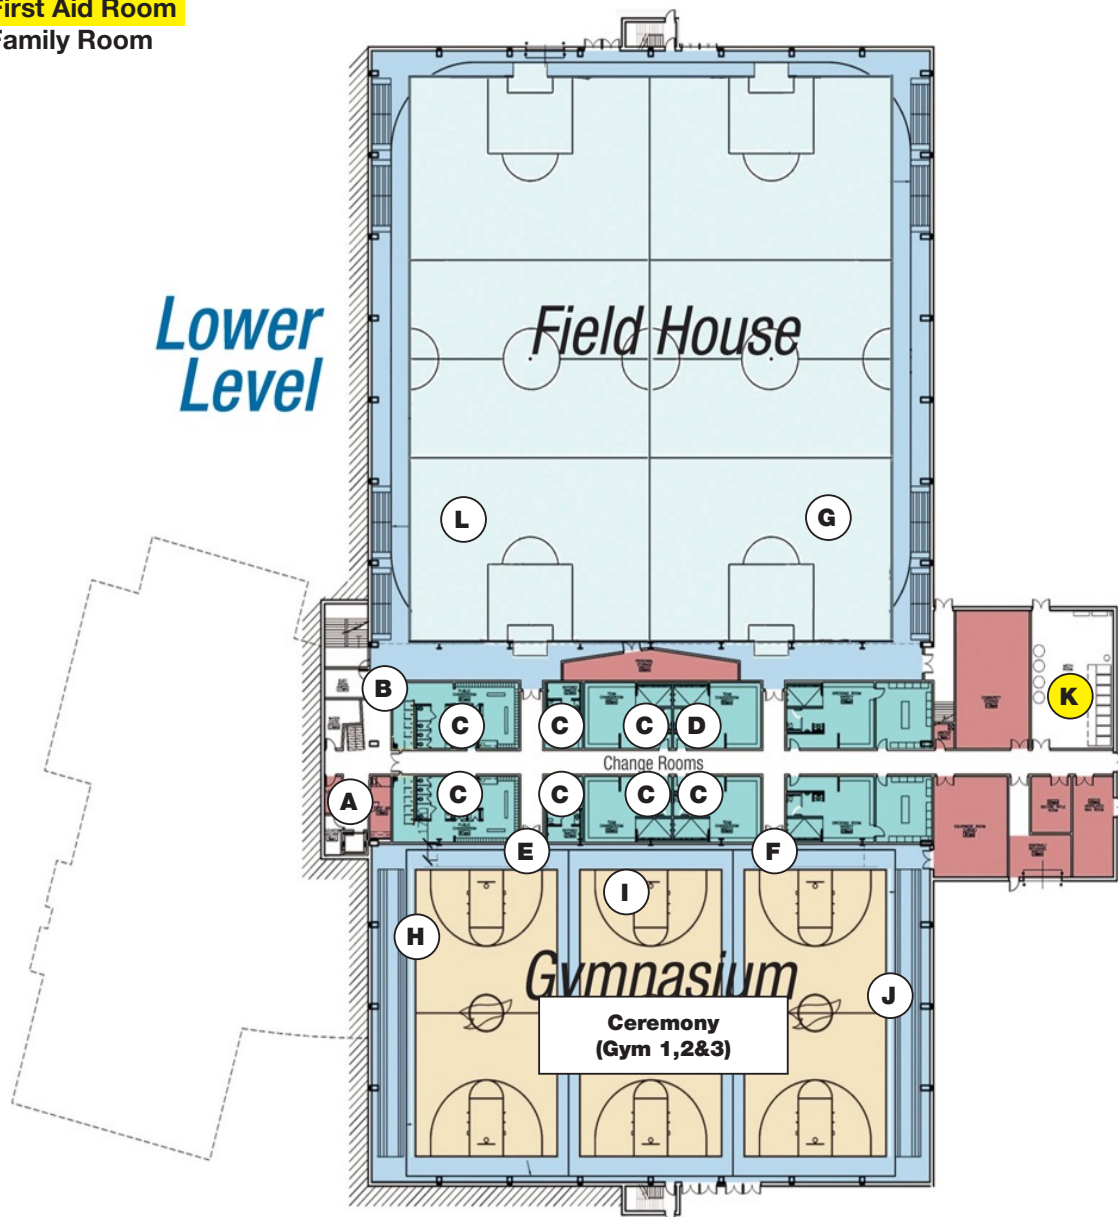 First Aid Room
Family Room
Lower
Level
Field House
L
G
B
C
C
C
D
K
Change Rooms
A
C
C
C
C
E
F
I
H
Gymnasium
J
Ceremony
(Gym 1,2&3)